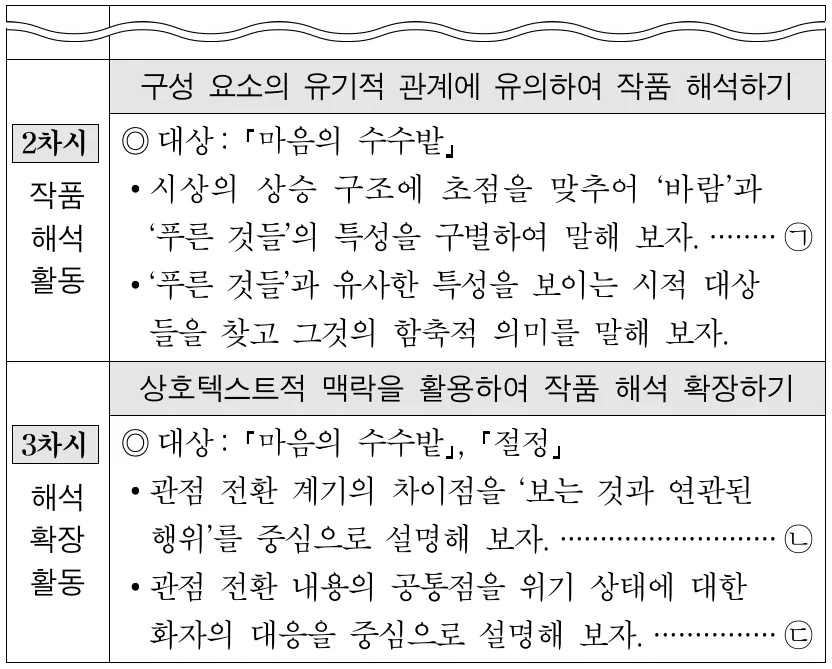 구성 요소의 유기적 관계에 유의하여 작품 해석하기
2차시
작품
해석
활동
◎ 대상 : 「마음의 수수밭」
• 시상의 상승 구조에 초점을 맞추어 ‘바람’과
‘푸른 것들’의 특성을 구별하여 말해 보자. ········ ㉠
• ‘푸른 것들’과 유사한 특성을 보이는 시적 대상
들을 찾고 그것의 함축적 의미를 말해 보자.
상호텍스트적 맥락을 활용하여 작품 해석 확장하기
3차시
해석
확장
활동
◎ 대상 : 「마음의 수수밭」, 「절정」
• 관점 전환 계기의 차이점을 ‘보는 것과 연관된
행위’를 중심으로 설명해 보자. ··························· ㉡
• 관점 전환 내용의 공통점을 위기 상태에 대한
화자의 대응을 중심으로 설명해 보자. ··············· ㉢